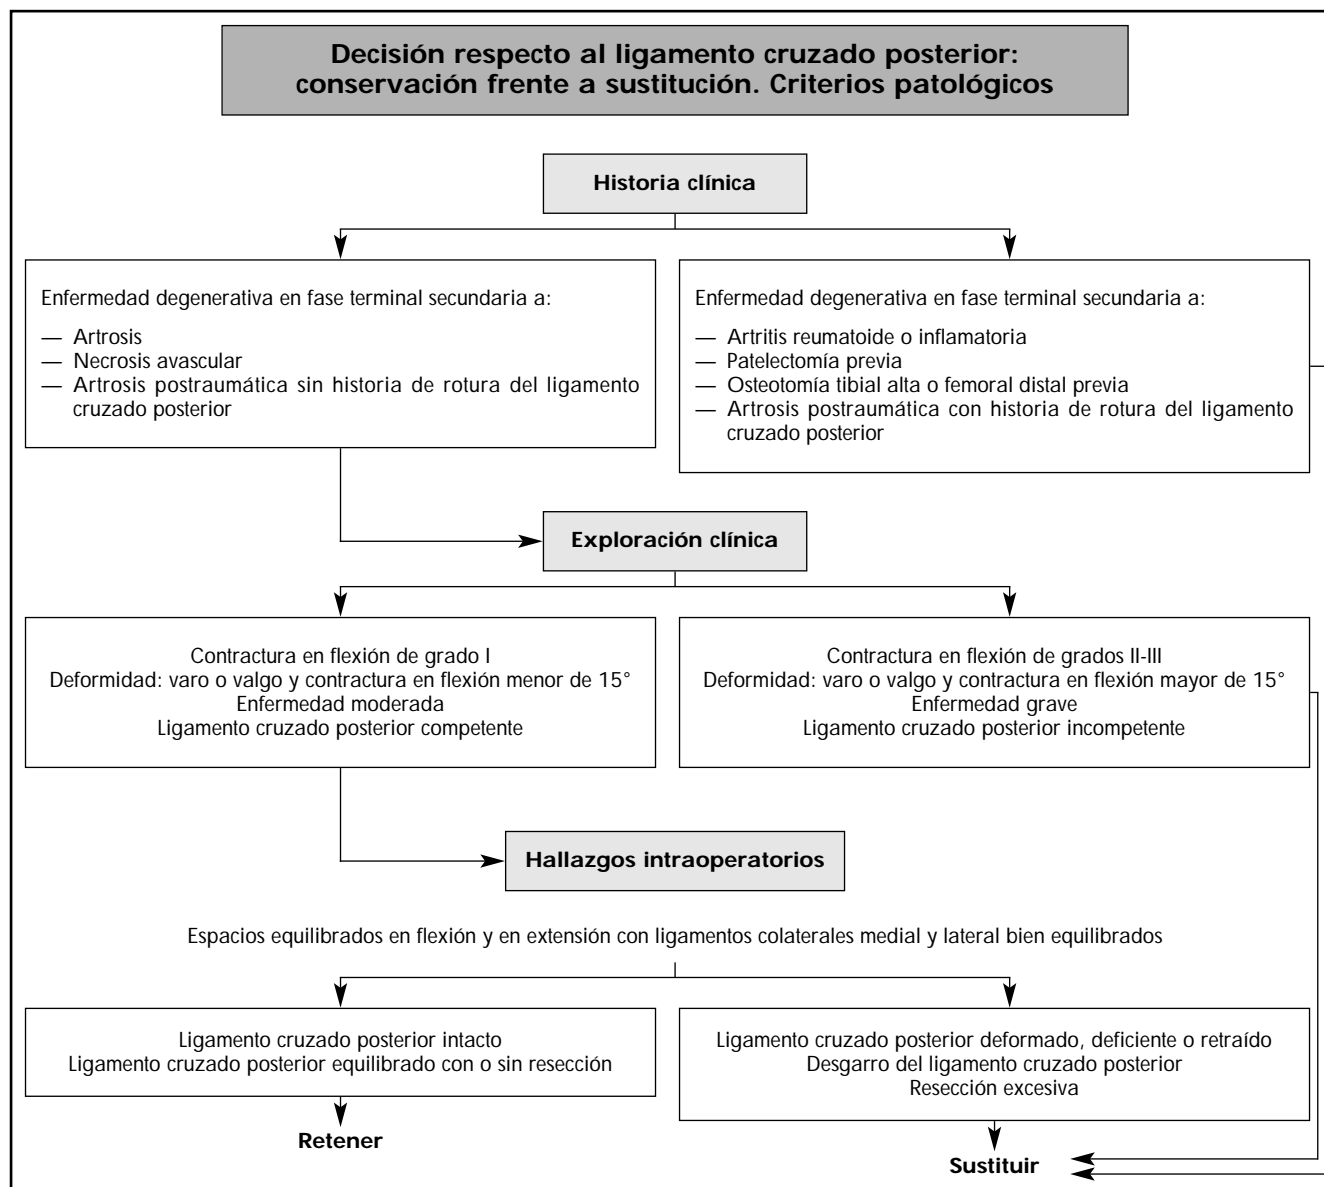 Decisión respecto al ligamento cruzado posterior:
conservación frente a sustitución. Criterios patológicos
Historia clínica
Enfermedad degenerativa en fase terminal secundaria a:
— Artrosis
— Necrosis avascular
— Artrosis postraumática sin historia de rotura del ligamento
cruzado posterior
Enfermedad degenerativa en fase terminal secundaria a:
— Artritis reumatoide o inflamatoria
— Patelectomía previa
— Osteotomía tibial alta o femoral distal previa
— Artrosis postraumática con historia de rotura del ligamento
cruzado posterior
Exploración clínica
Contractura en flexión de grado I
Deformidad: varo o valgo y contractura en flexión menor de 15°
Enfermedad moderada
Ligamento cruzado posterior competente
Contractura en flexión de grados II-III
Deformidad: varo o valgo y contractura en flexión mayor de 15°
Enfermedad grave
Ligamento cruzado posterior incompetente
Hallazgos intraoperatorios
Espacios equilibrados en flexión y en extensión con ligamentos colaterales medial y lateral bien equilibrados
Ligamento cruzado posterior intacto
Ligamento cruzado posterior equilibrado con o sin resección
Ligamento cruzado posterior deformado, deficiente o retraído
Desgarro del ligamento cruzado posterior
Resección excesiva
Retener
Sustituir